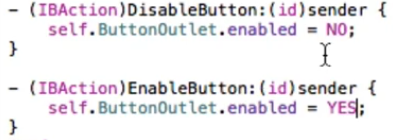 - (IBAction)DisableButton:(id)sender {
self.ButtonOutlet.enabled = NO;
}
- (IBAction)EnableButton:(id)sender {
self.ButtonOutlet.enabled = YES;
}